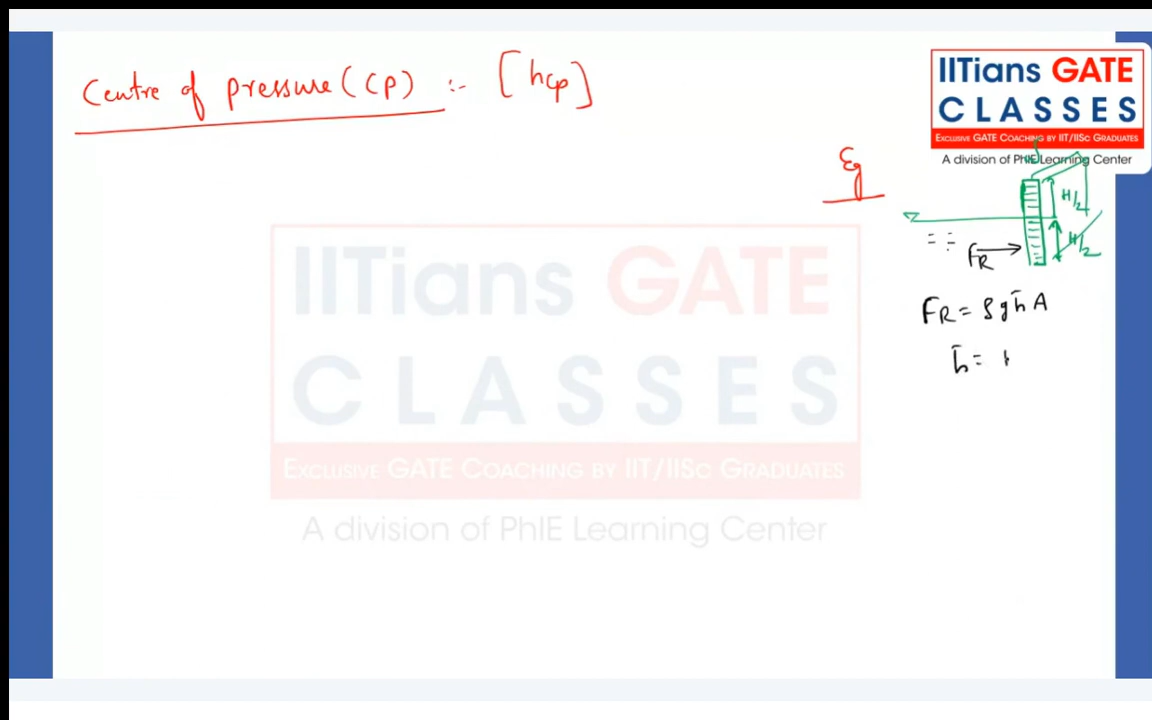 Centre of pressure (CP) :- [hcp]
IITians GATE
CLASSES
EXCLUSIVE GATE COACHING BY IIT/IISc GRADUATES
A division of PhIE Learning Center
Eg
H/2
H/2
FR
FR = ρgh̄A
h̄ =
IITians GATE
CLASSES
EXCLUSIVE GATE COACHING BY IIT/IISc GRADUATES
A division of PhIE Learning Center